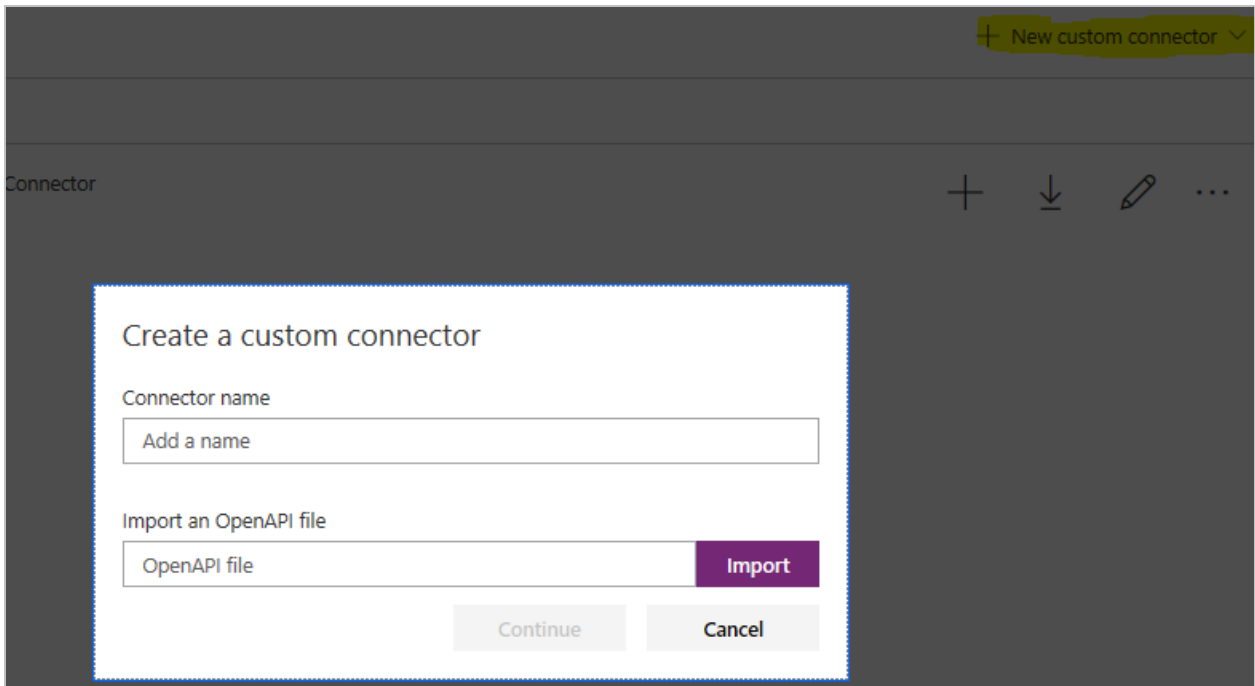 + New custom connector
Connector
Create a custom connector
Connector name
Add a name
Import an OpenAPI file
OpenAPI file
Import
Continue
Cancel